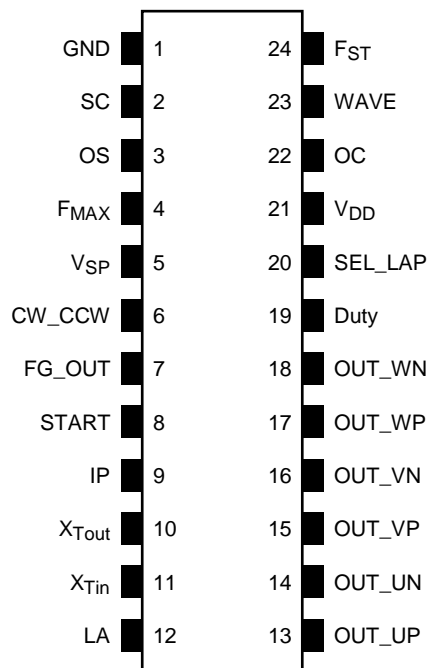 GND 1 24 FST
SC 2 23 WAVE
OS 3 22 OC
FMAX 4 21 VDD
VSP 5 20 SEL_LAP
CW_CCW 6 19 Duty
FG_OUT 7 18 OUT_WN
START 8 17 OUT_WP
IP 9 16 OUT_VN
XTout 10 15 OUT_VP
XTin 11 14 OUT_UN
LA 12 13 OUT_UP